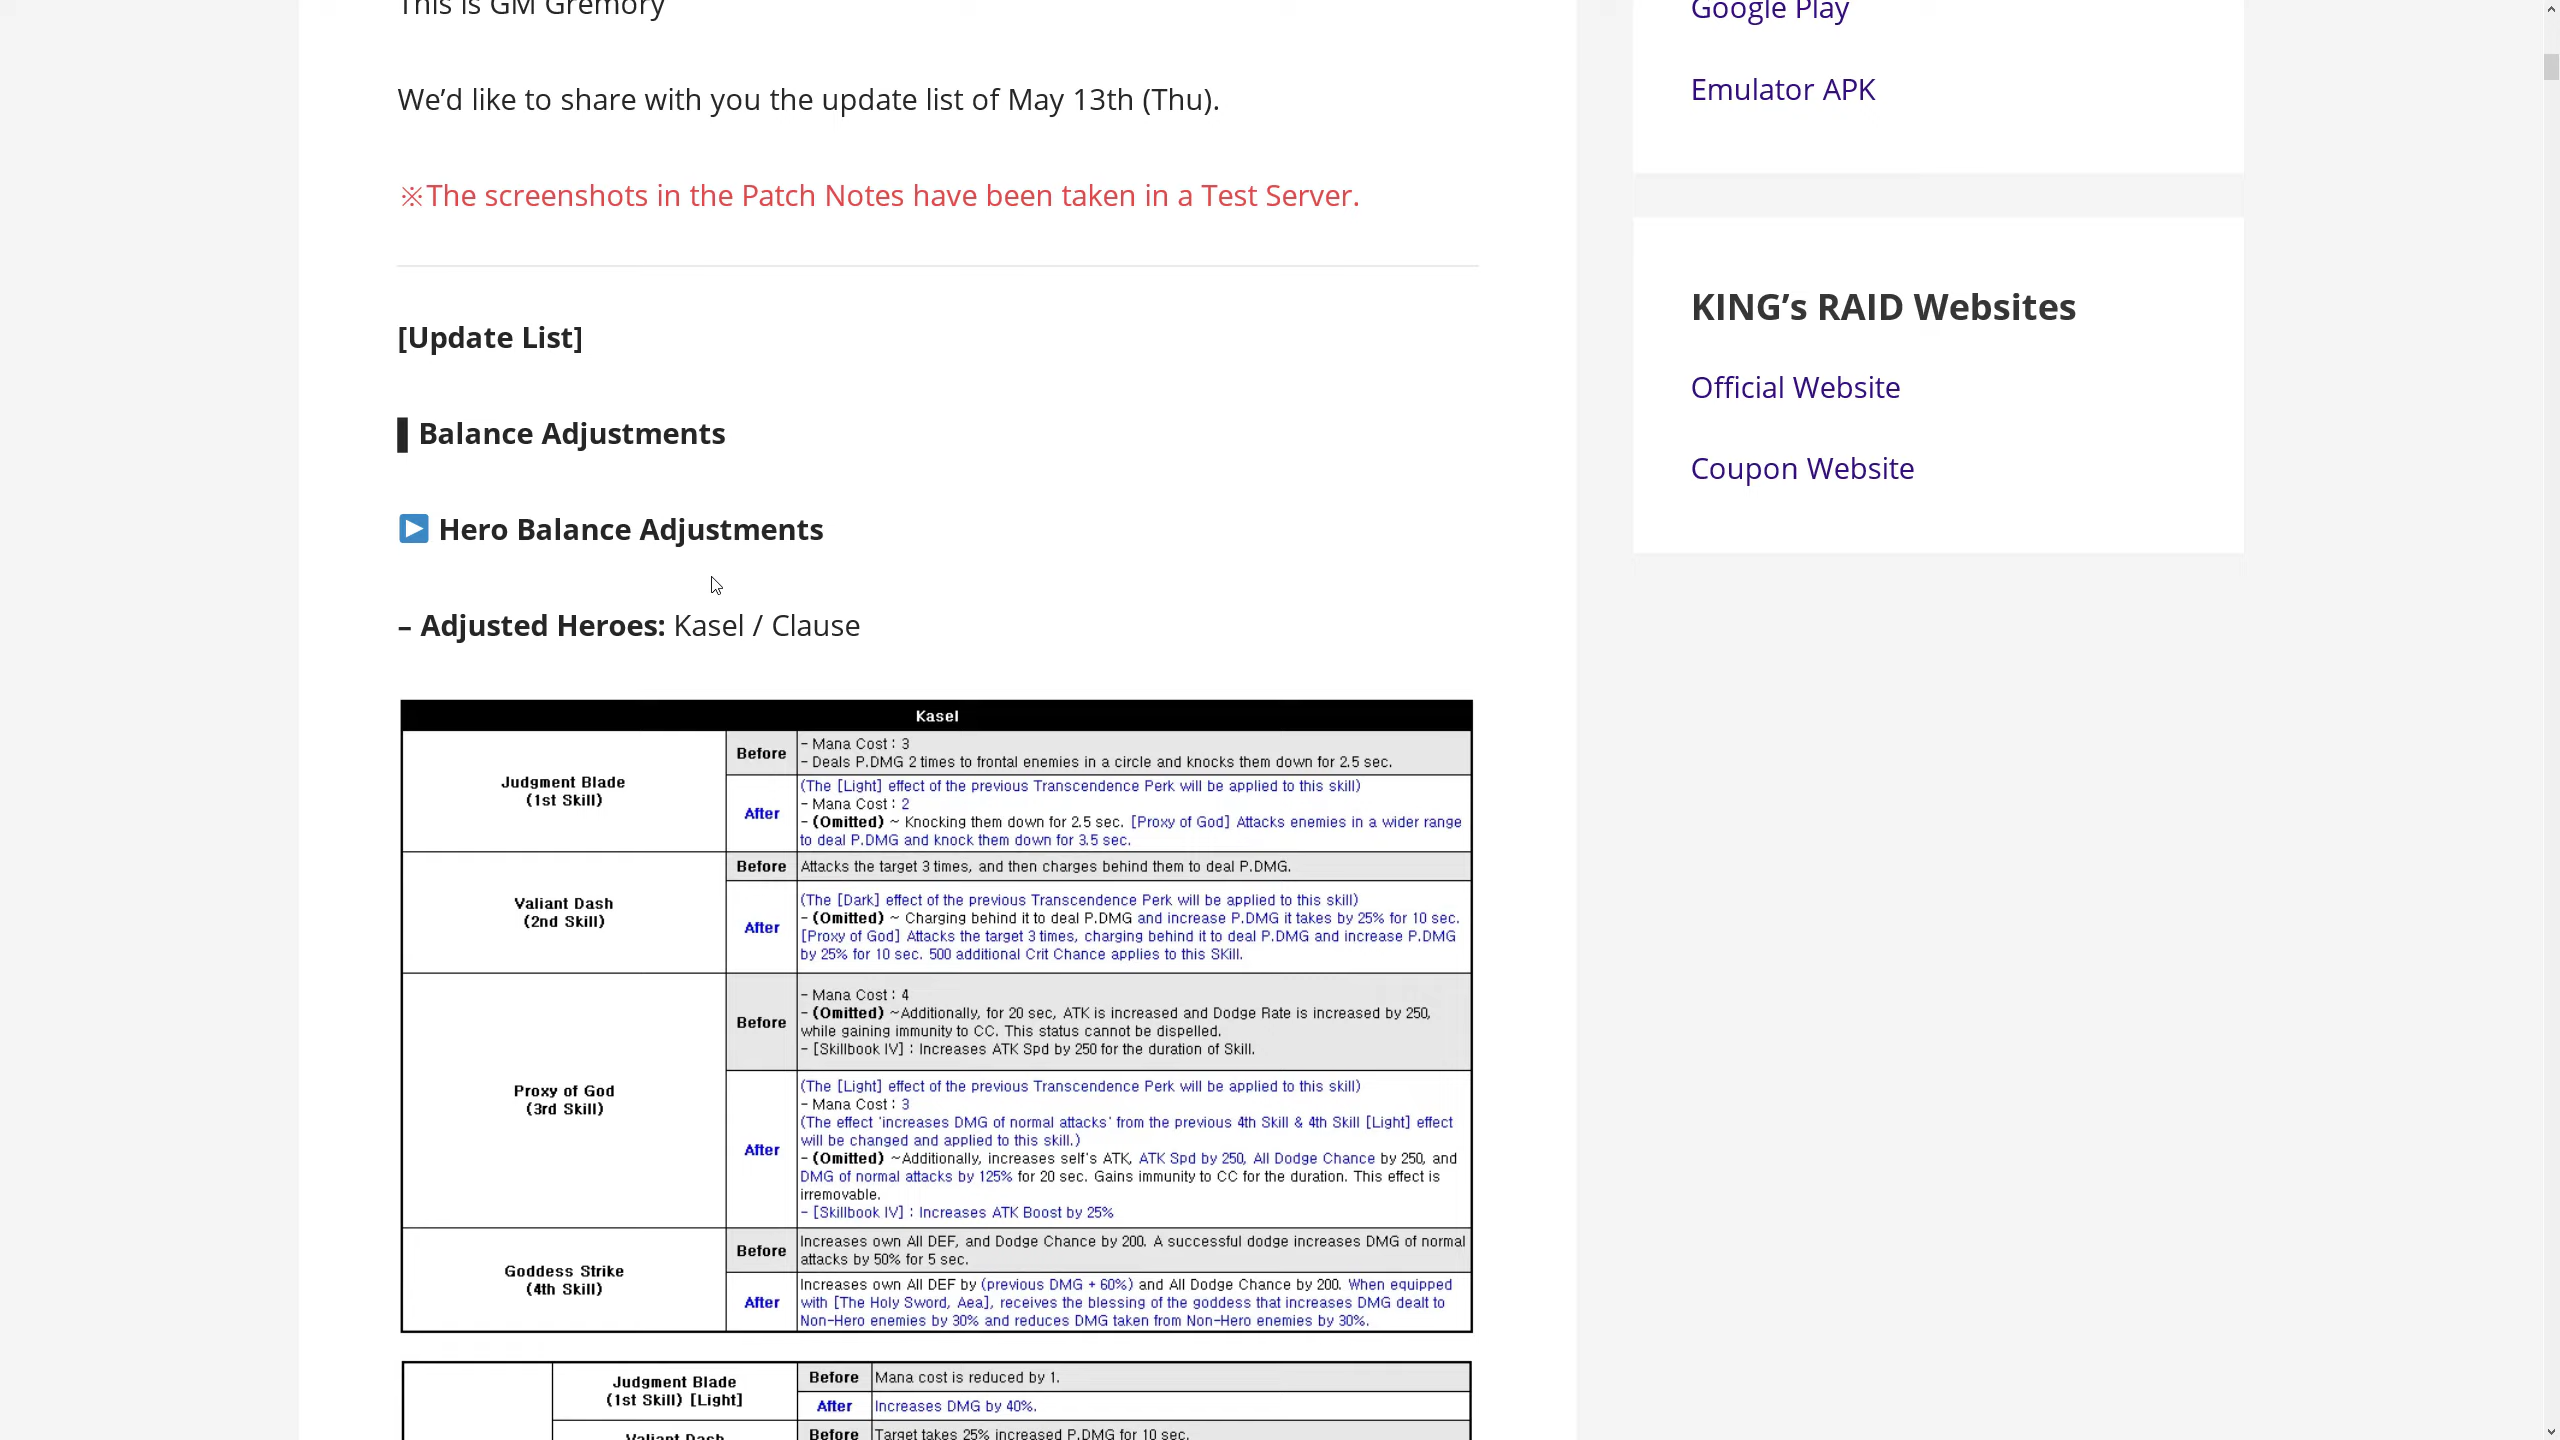 This is GM Gremory
We’d like to share with you the update list of May 13th (Thu).
※The screenshots in the Patch Notes have been taken in a Test Server.
[Update List]
▌Balance Adjustments
▶ Hero Balance Adjustments
– Adjusted Heroes: Kasel / Clause
Kasel
Judgment Blade
(1st Skill)
Before
- Mana Cost : 3
- Deals P.DMG 2 times to frontal enemies in a circle and knocks them down for 2.5 sec.
After
(The [Light] effect of the previous Transcendence Perk will be applied to this skill)
- Mana Cost : 2
- (Omitted) ~ Knocking them down for 2.5 sec. [Proxy of God] Attacks enemies in a wider range
to deal P.DMG and knock them down for 3.5 sec.
Valiant Dash
(2nd Skill)
Before
Attacks the target 3 times, and then charges behind them to deal P.DMG.
After
(The [Dark] effect of the previous Transcendence Perk will be applied to this skill)
- (Omitted) ~ Charging behind it to deal P.DMG and increase P.DMG it takes by 25% for 10 sec.
[Proxy of God] Attacks the target 3 times, charging behind it to deal P.DMG and increase P.DMG
by 25% for 10 sec. 500 additional Crit Chance applies to this SKill.
Proxy of God
(3rd Skill)
Before
- Mana Cost : 4
- (Omitted) ~Additionally, for 20 sec, ATK is increased and Dodge Rate is increased by 250,
while gaining immunity to CC. This status cannot be dispelled.
- [Skillbook IV] : Increases ATK Spd by 250 for the duration of Skill.
After
(The [Light] effect of the previous Transcendence Perk will be applied to this skill)
- Mana Cost : 3
(The effect 'increases DMG of normal attacks' from the previous 4th Skill & 4th Skill [Light] effect
will be changed and applied to this skill.)
- (Omitted) ~Additionally, increases self's ATK, ATK Spd by 250, All Dodge Chance by 250, and
DMG of normal attacks by 125% for 20 sec. Gains immunity to CC for the duration. This effect is
irremovable.
- [Skillbook IV] : Increases ATK Boost by 25%
Goddess Strike
(4th Skill)
Before
Increases own All DEF, and Dodge Chance by 200. A successful dodge increases DMG of normal
attacks by 50% for 5 sec.
After
Increases own All DEF by (previous DMG + 60%) and All Dodge Chance by 200. When equipped
with [The Holy Sword, Aea], receives the blessing of the goddess that increases DMG dealt to
Non-Hero enemies by 30% and reduces DMG taken from Non-Hero enemies by 30%.
Judgment Blade
(1st Skill) [Light]
Before
Mana cost is reduced by 1.
After
Increases DMG by 40%.
Valiant Dash
Before
Target takes 25% increased P.DMG for 10 sec.
Google Play
Emulator APK
KING’s RAID Websites
Official Website
Coupon Website